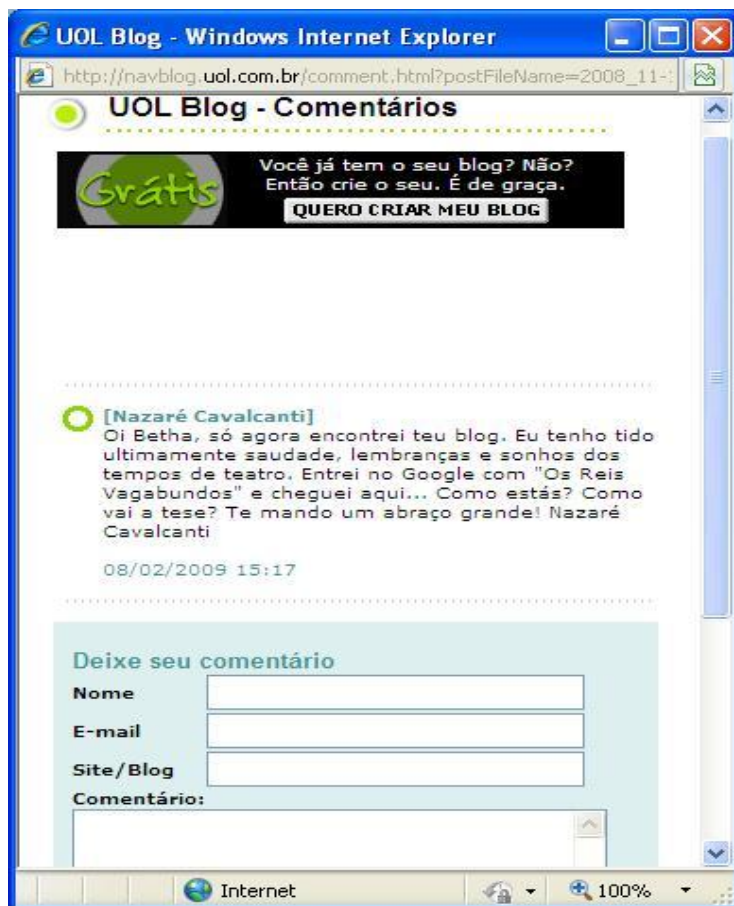 UOL Blog - Windows Internet Explorer
http://navblog.uol.com.br/comment.html?postFileName=2008_11-
UOL Blog - Comentários
Grátis
Você já tem o seu blog? Não?
Então crie o seu. É de graça.
QUERO CRIAR MEU BLOG
[Nazaré Cavalcanti]
Oi Betha, só agora encontrei teu blog. Eu tenho tido
ultimamente saudade, lembranças e sonhos dos
tempos de teatro. Entrei no Google com "Os Reis
Vagabundos" e cheguei aqui... Como estás? Como
vai a tese? Te mando um abraço grande! Nazaré
Cavalcanti
08/02/2009 15:17
Deixe seu comentário
Nome
E-mail
Site/Blog
Comentário:
Internet
100%